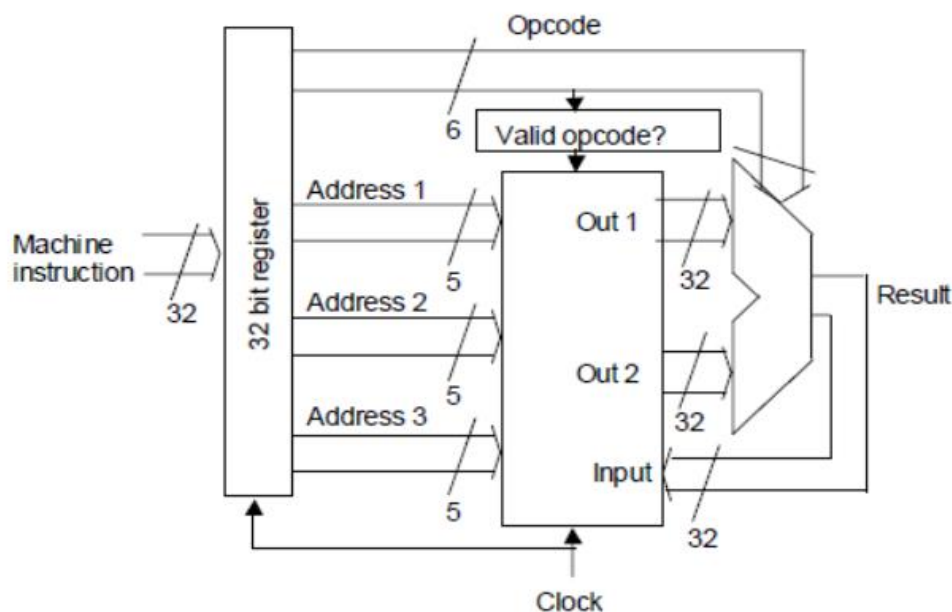 Opcode
6
Valid opcode?
Address 1
Out 1
Machine
instruction
32
5
32
32 bit register
Result
Address 2
Out 2
5
32
Address 3
Input
5
32
Clock